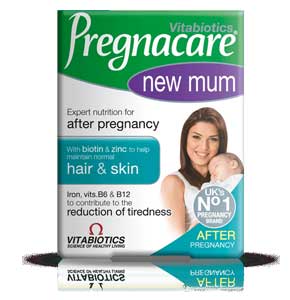 Vitabiotics
Pregnacare®
new mum
Expert nutrition for
after pregnancy
With biotin & zinc to help
maintain normal
hair & skin
Iron, vits.B6 & B12
to contribute to the
reduction of tiredness
UK's
No1
PREGNANCY
BRAND
VITABIOTICS
SCIENCE OF HEALTHY LIVING
AFTER
PREGNANCY